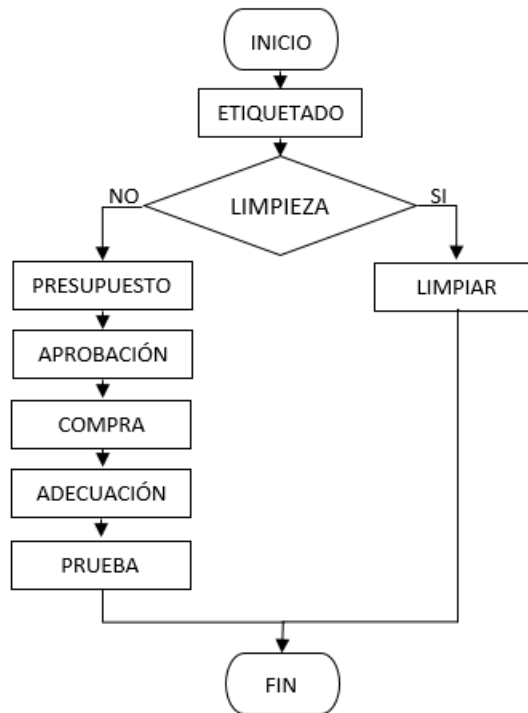 INICIO
ETIQUETADO
NO
LIMPIEZA
SI
PRESUPUESTO
LIMPIAR
APROBACIÓN
COMPRA
ADECUACIÓN
PRUEBA
FIN